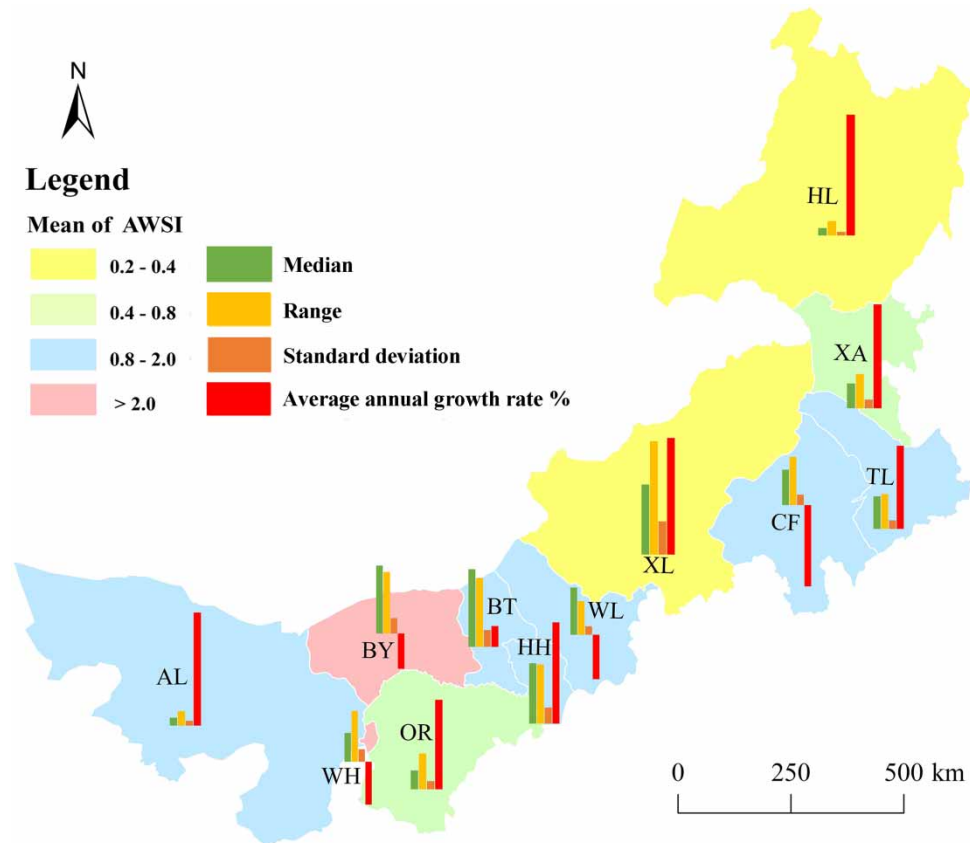 N
Legend
Mean of AWSI
0.2 - 0.4
Median
0.4 - 0.8
Range
0.8 - 2.0
Standard deviation
> 2.0
Average annual growth rate %
HL
XA
TL
CF
XL
WL
BT
HH
BY
AL
OR
WH
0
250
500 km